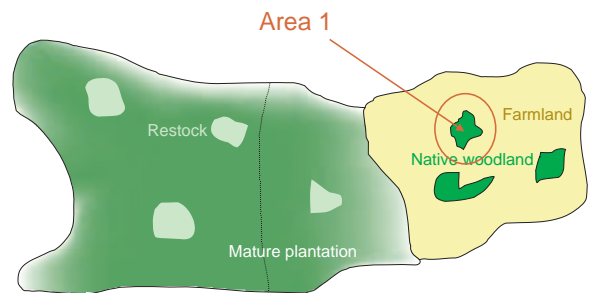 Area 1
Farmland
Restock
Native woodland
Mature plantation